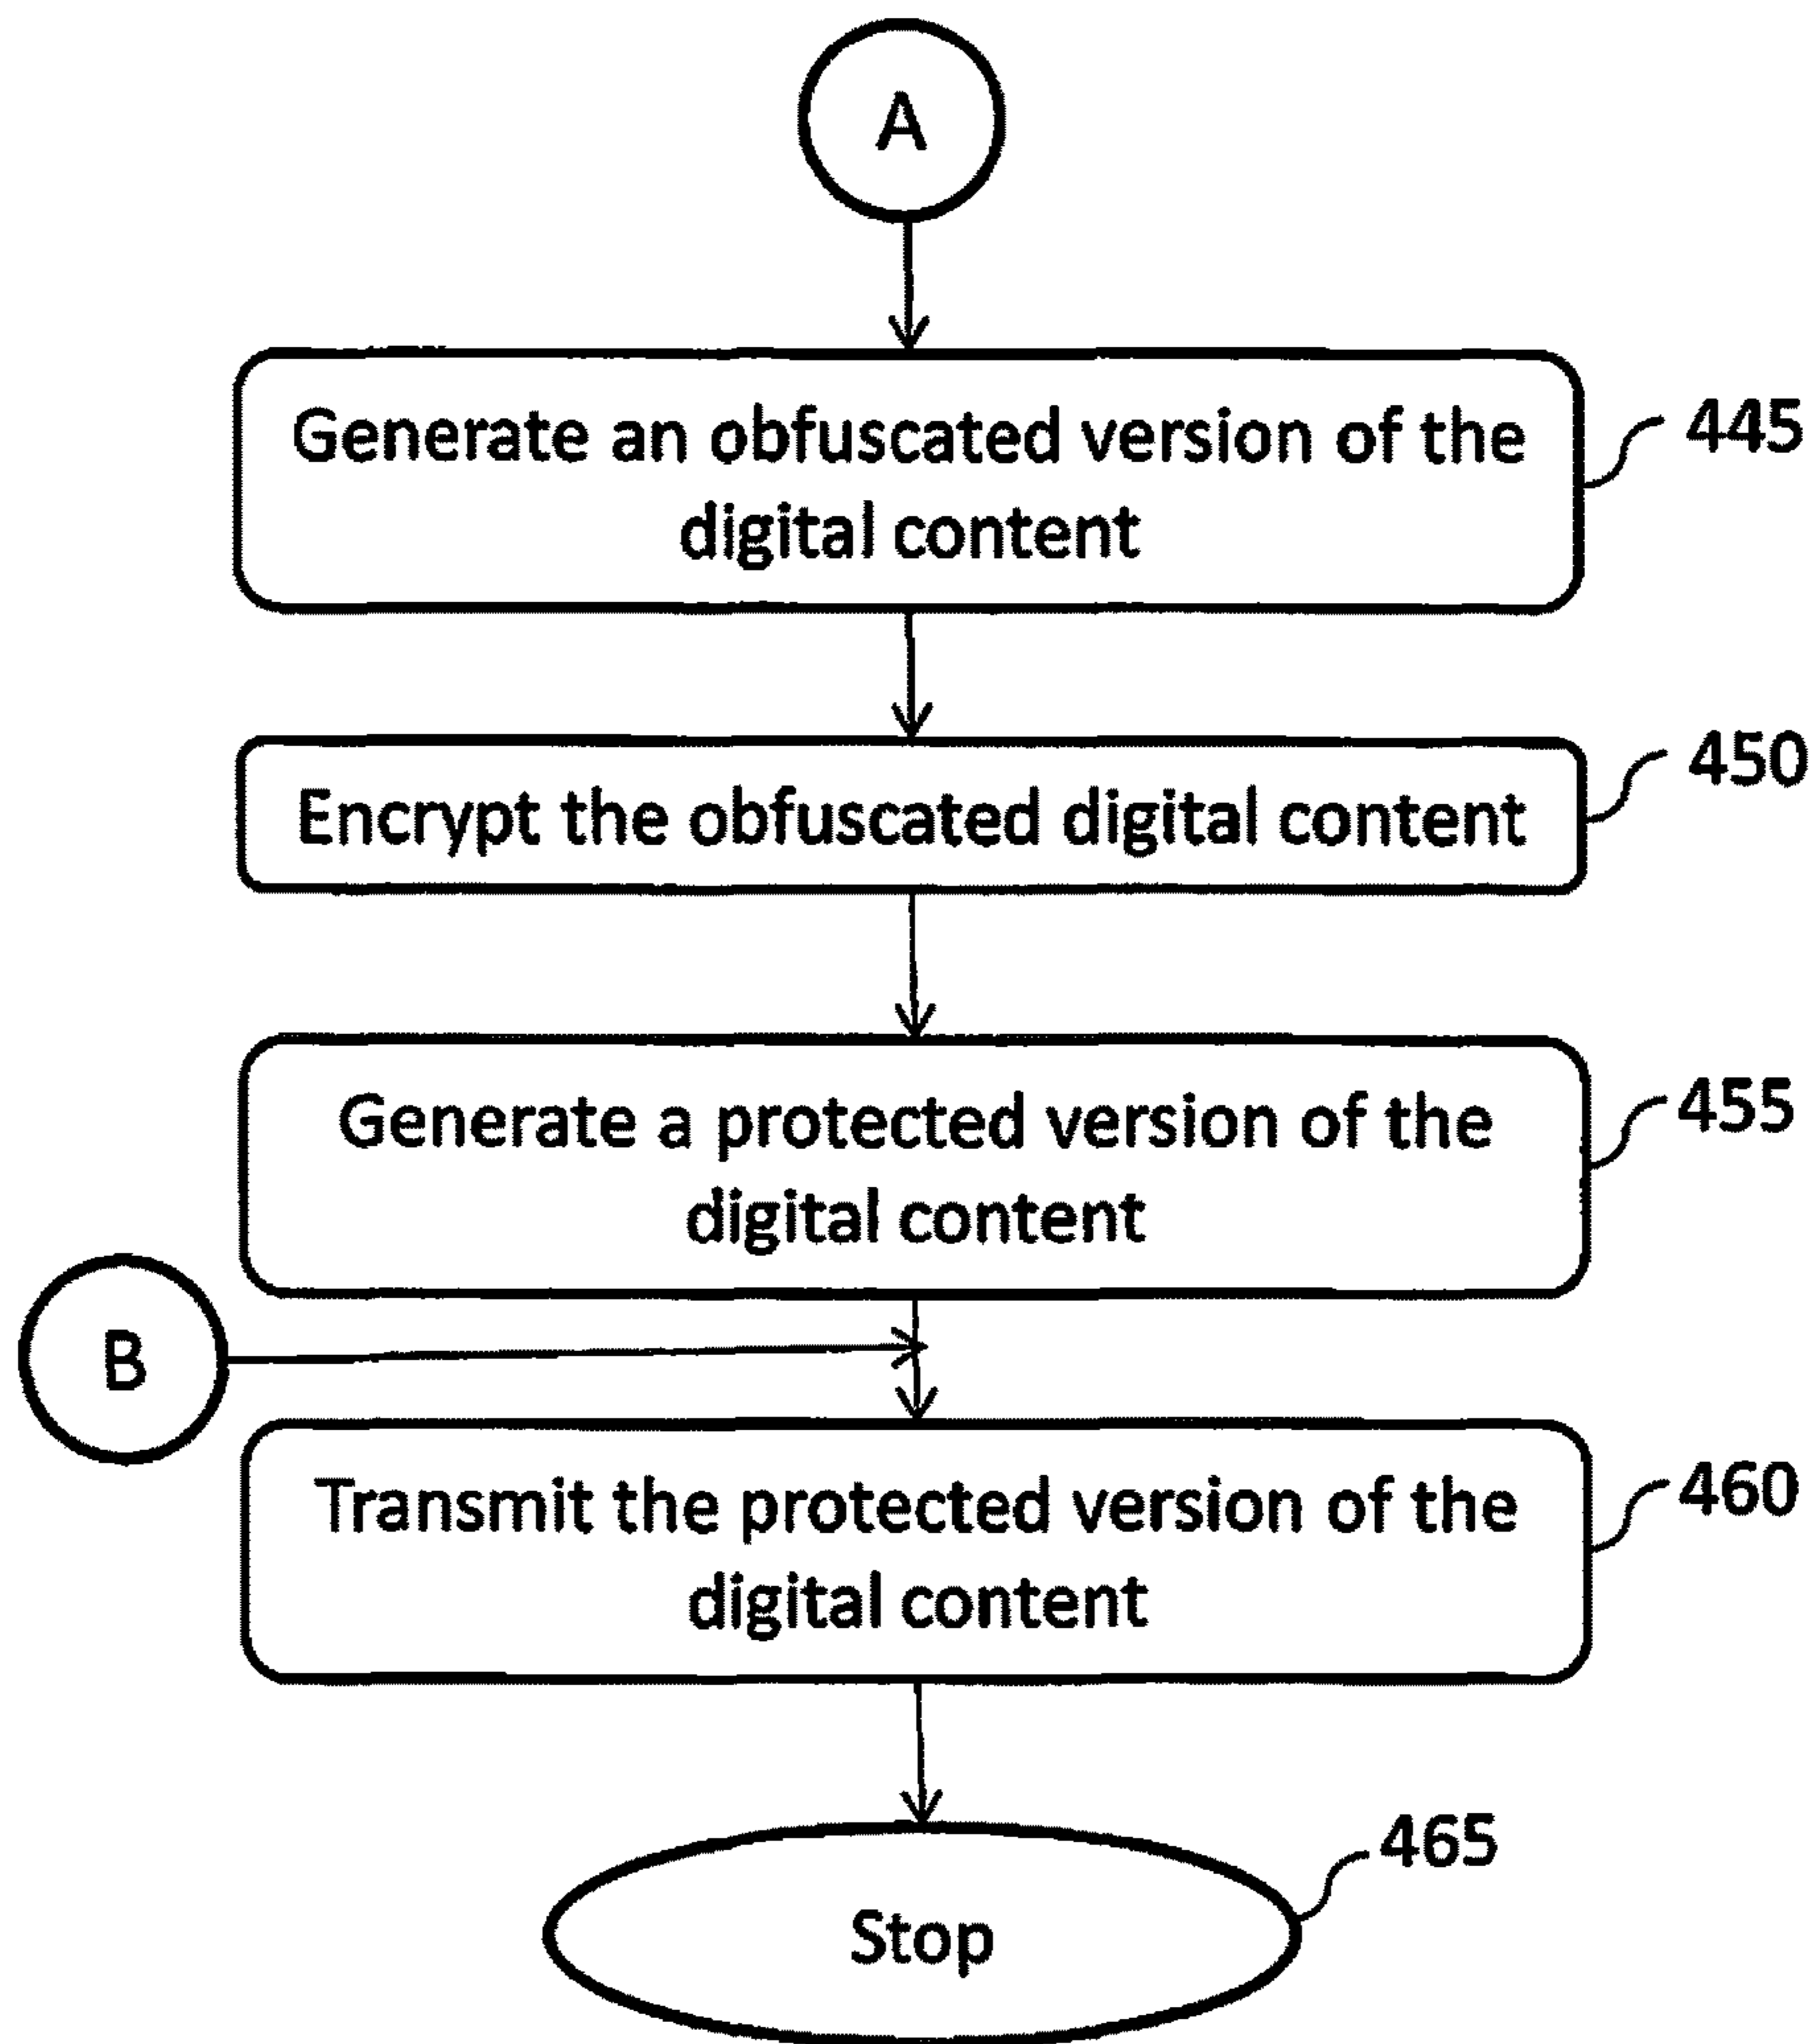 A
Generate an obfuscated version of the
digital content
445
Encrypt the obfuscated digital content
450
Generate a protected version of the
digital content
455
B
Transmit the protected version of the
digital content
460
Stop
465